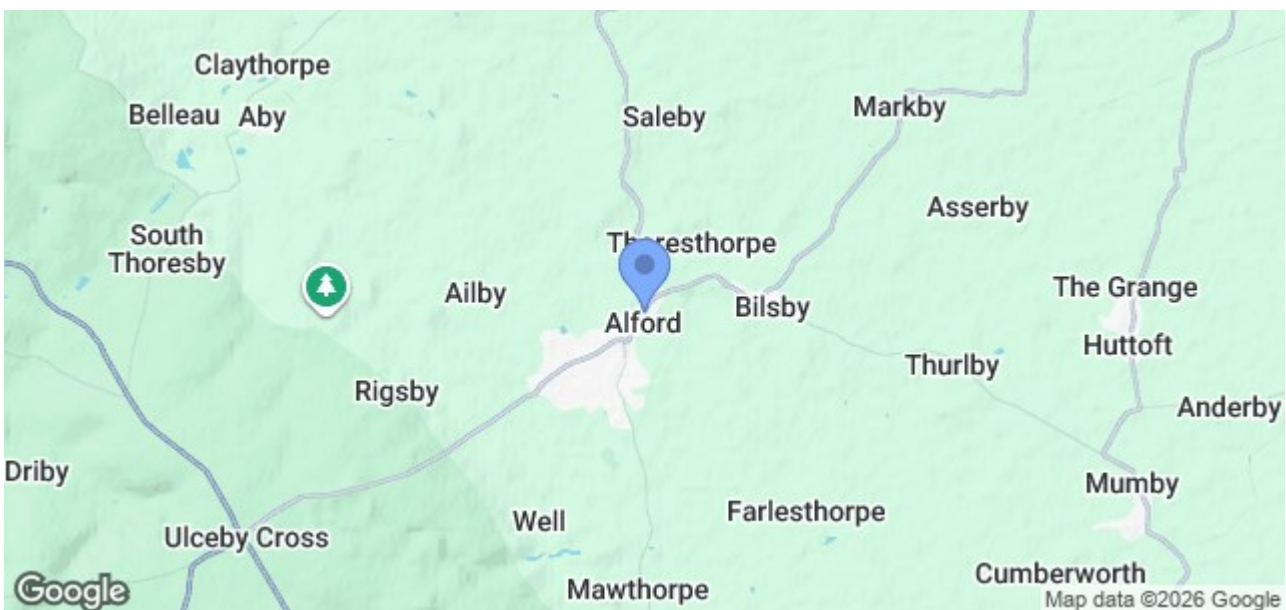 Claythorpe
Belleau
Aby
Saleby
Markby
Asserby
South
Thoresby
Thoresthorpe
Ailby
The Grange
Bilsby
Alford
Huttoft
Thurlby
Rigsby
Anderby
Driby
Mumby
Well
Farlesthorpe
Ulceby Cross
Cumberworth
Mawthorpe
Google
Map data ©2026 Google